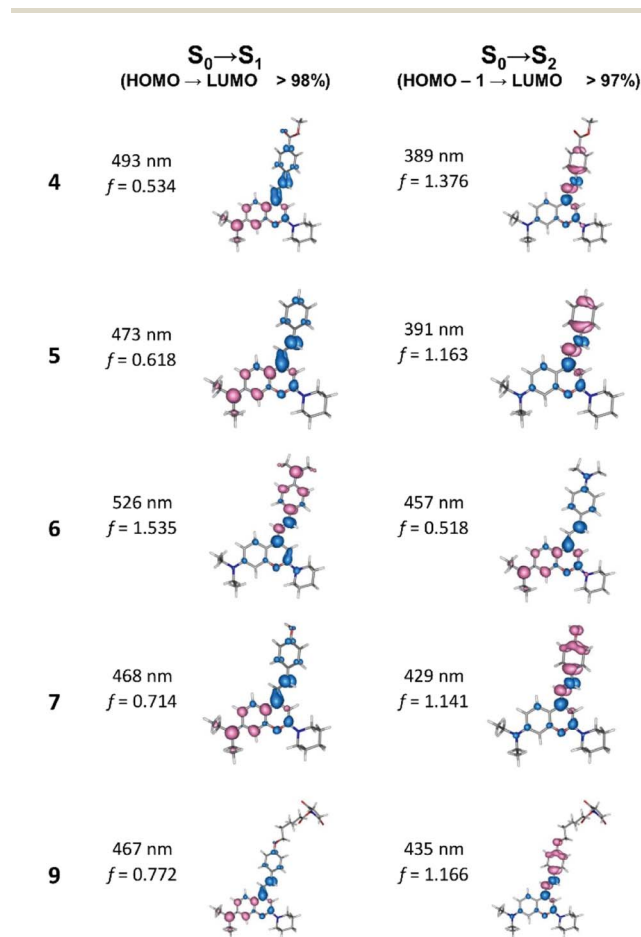 S₀→S₁
(HOMO → LUMO > 98%)
S₀→S₂
(HOMO – 1 → LUMO > 97%)
4
493 nm
f = 0.534
389 nm
f = 1.376
5
473 nm
f = 0.618
391 nm
f = 1.163
6
526 nm
f = 1.535
457 nm
f = 0.518
7
468 nm
f = 0.714
429 nm
f = 1.141
9
467 nm
f = 0.772
435 nm
f = 1.166